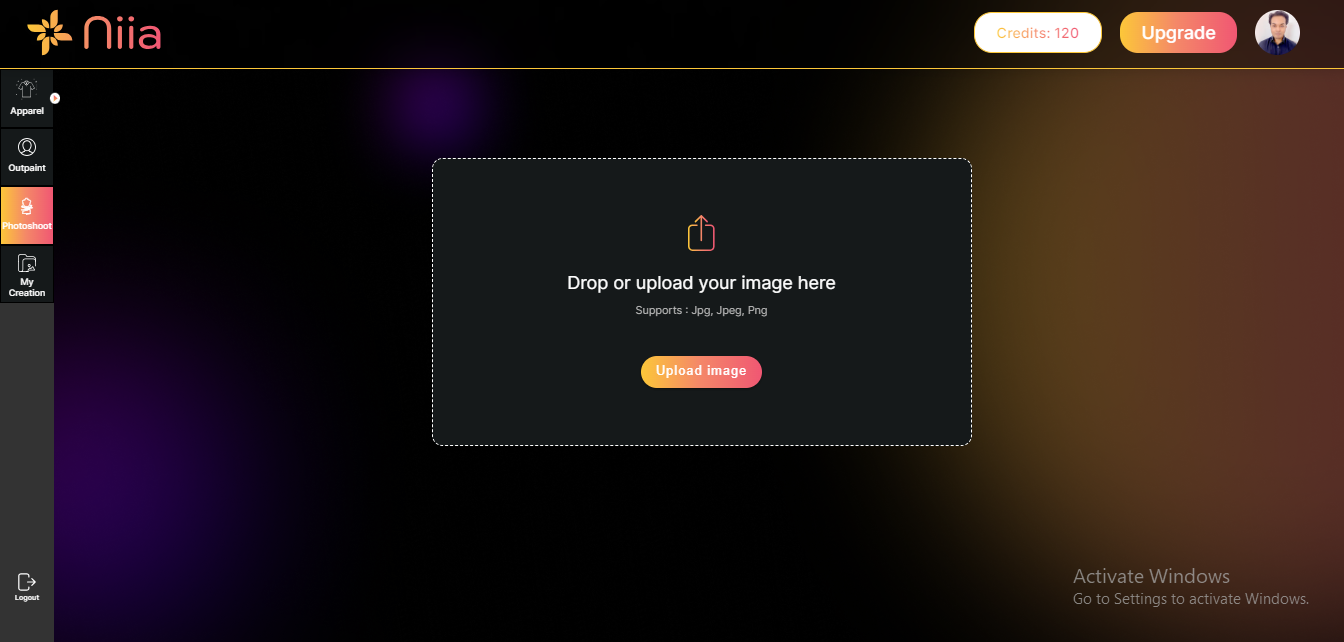 Niia
Credits: 120
Upgrade
Apparel
Outpaint
Photoshoot
My
Creation
Drop or upload your image here
Supports : Jpg, Jpeg, Png
Upload image
Logout
Activate Windows
Go to Settings to activate Windows.